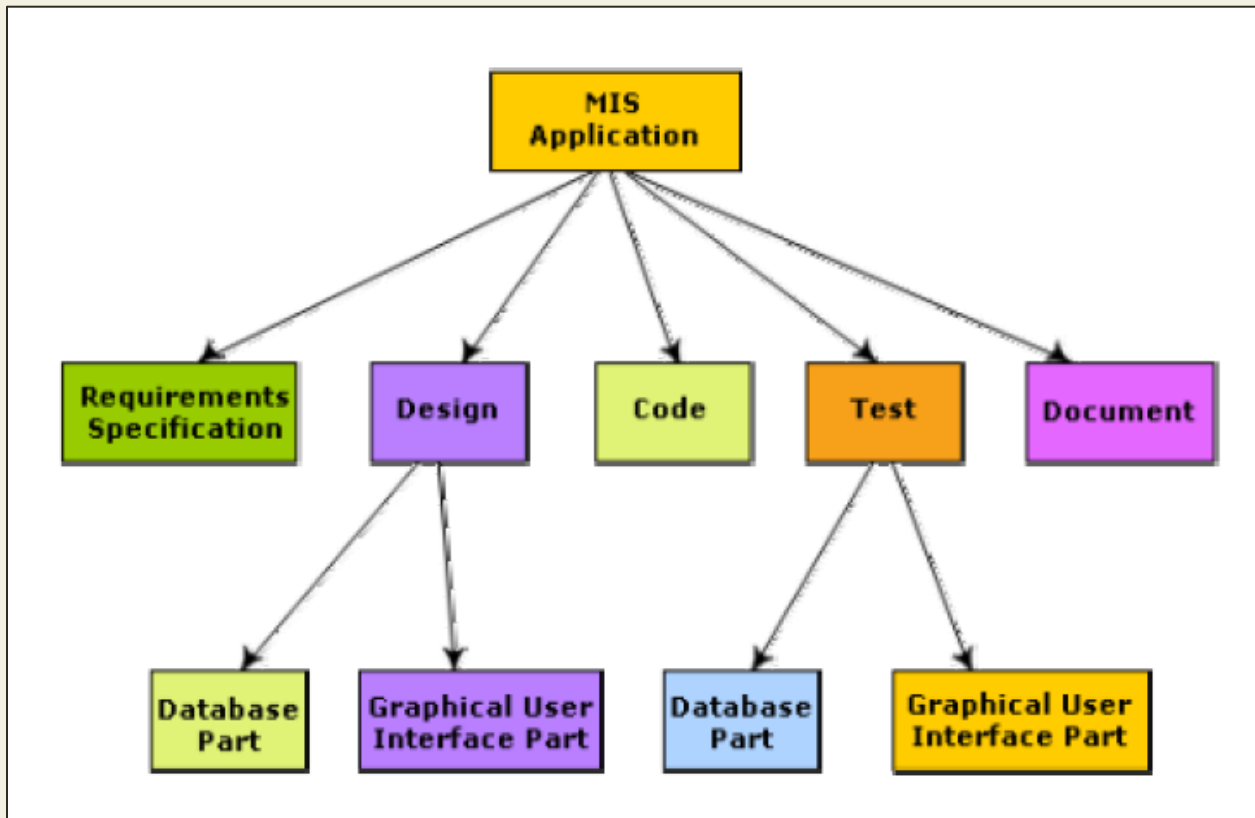 MIS
Application
Requirements
Specification
Design
Code
Test
Document
Database
Part
Graphical User
Interface Part
Database
Part
Graphical User
Interface Part